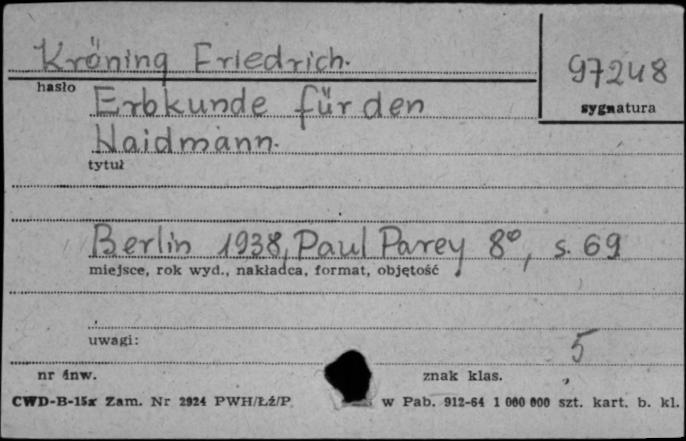 Kröning Friedrich.
97248
hasło
sygnatura
Erbkunde für den
Waidmann.
tytuł
Berlin 1938, Paul Parey 8°, s. 69
miejsce, rok wyd., nakładca, format, objętość
uwagi:
5
nr inw.
znak klas.
CWD-B-15x Zam. Nr 2924 PWH/Łź/P. w Pab. 912-64 1 000 000 szt. kart. b. kl.